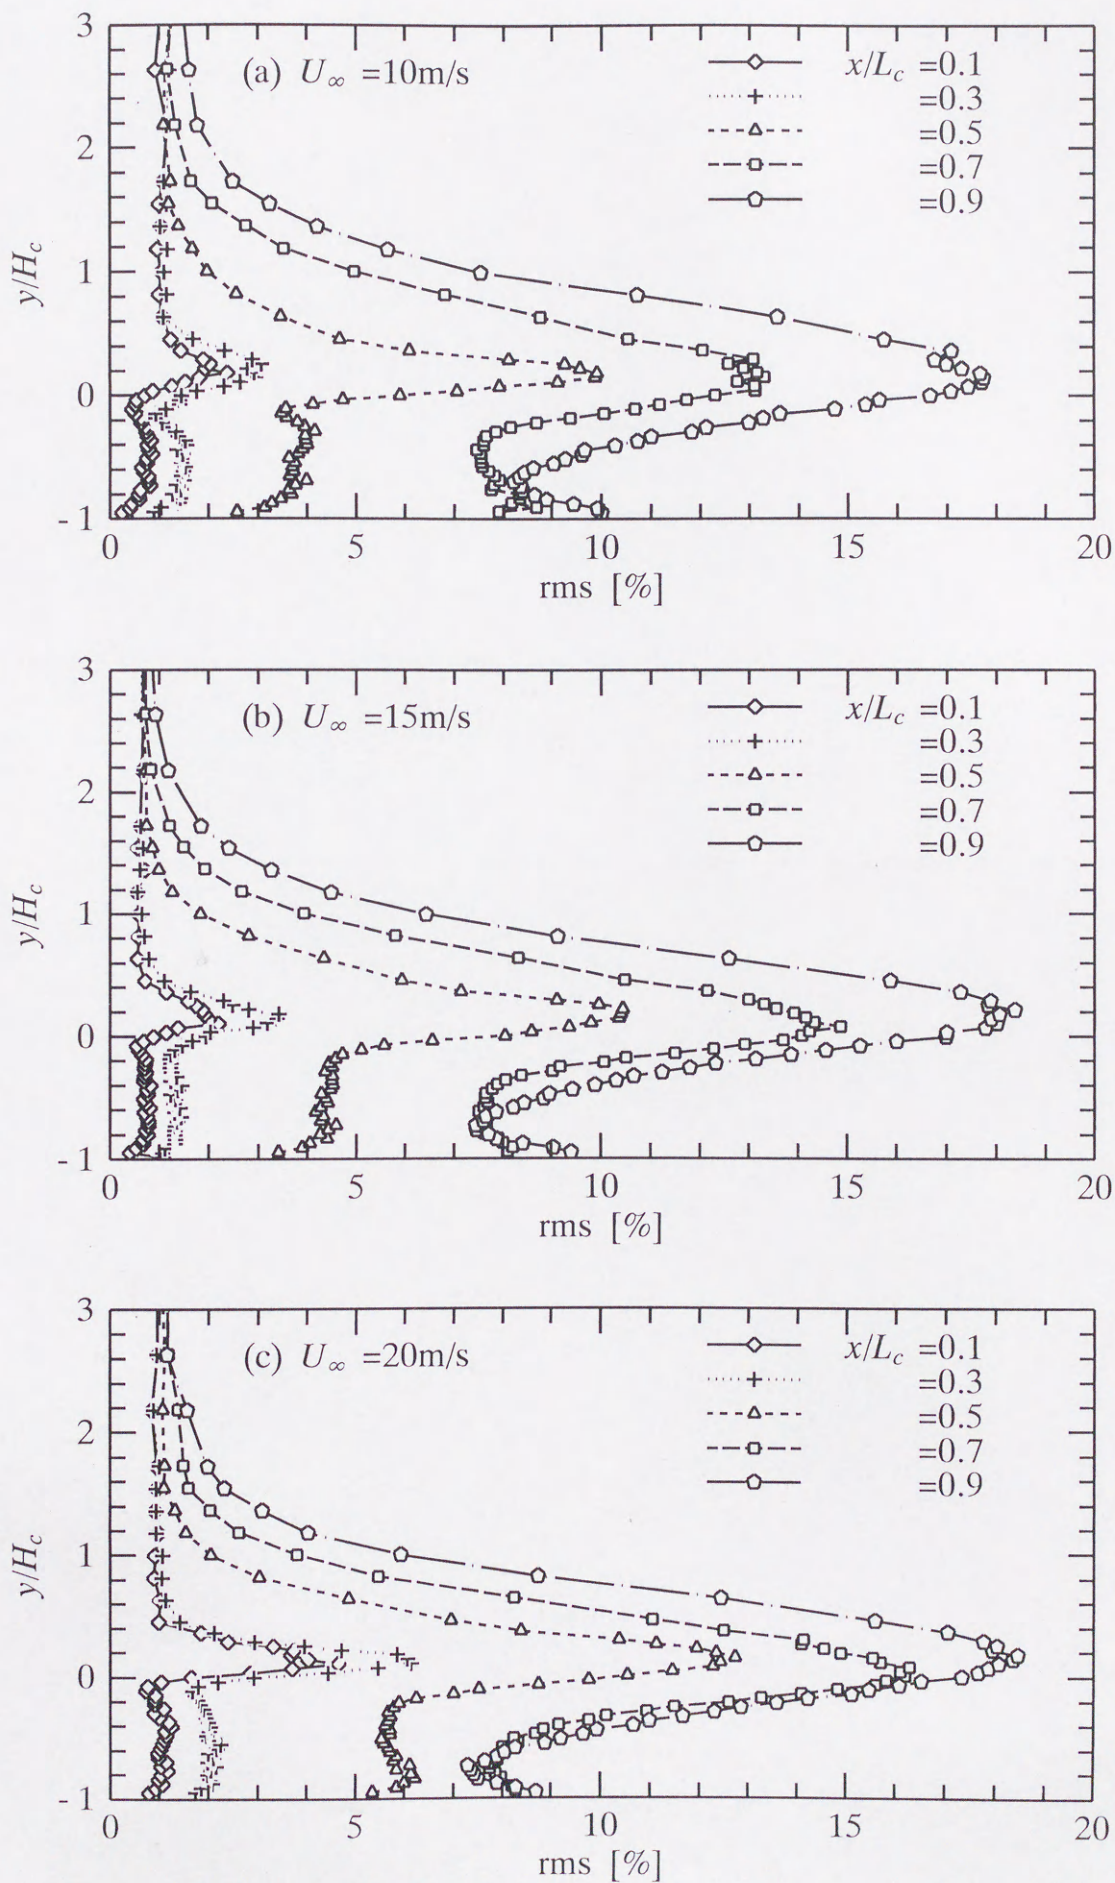 3
(a) U∞ =10m/s
x/Lc =0.1
=0.3
=0.5
=0.7
=0.9
2
y/Hc
1
0
-1
0 5 10 15 20
rms [%]
3
(b) U∞ =15m/s
x/Lc =0.1
=0.3
=0.5
=0.7
=0.9
2
y/Hc
1
0
-1
0 5 10 15 20
rms [%]
3
(c) U∞ =20m/s
x/Lc =0.1
=0.3
=0.5
=0.7
=0.9
2
y/Hc
1
0
-1
0 5 10 15 20
rms [%]